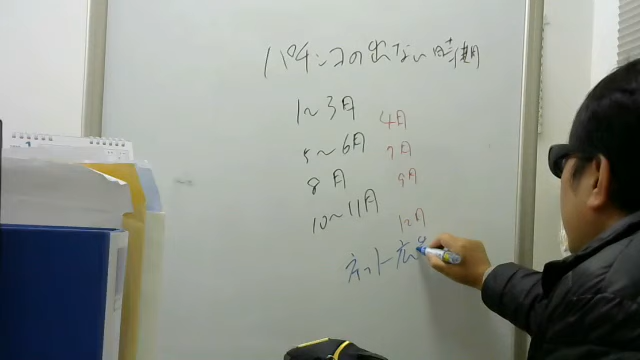 パチンコの出ない時期
1〜3月 4月
5〜6月 7月
8月 9月
10〜11月 12月
ネット広